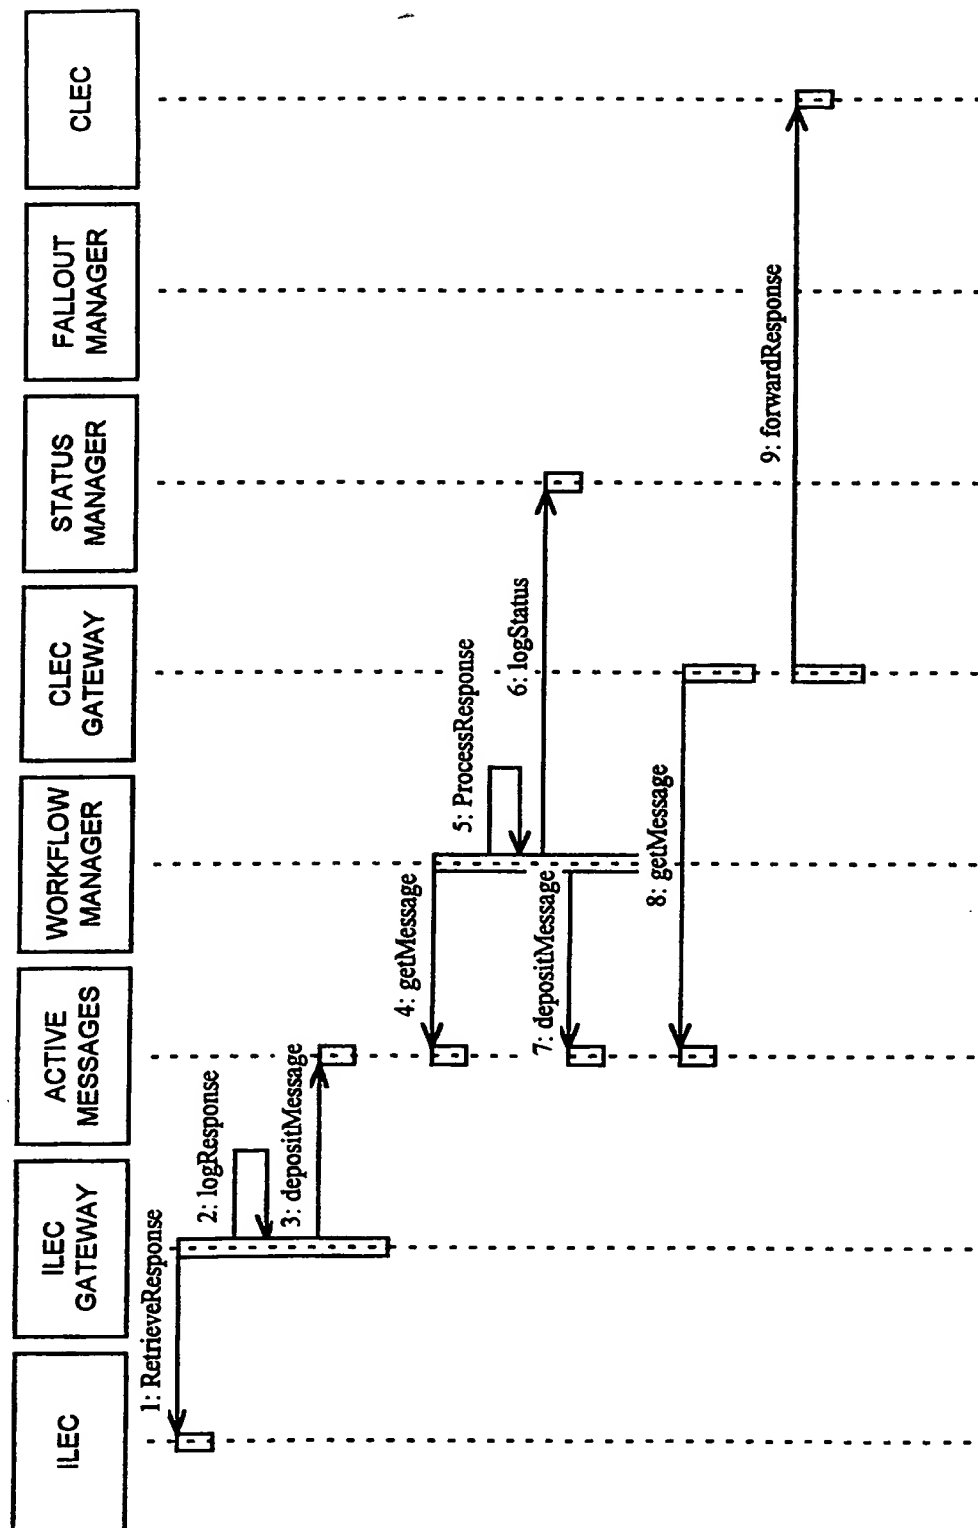 ILEC
ILEC
GATEWAY
ACTIVE
MESSAGES
WORKFLOW
MANAGER
CLEC
GATEWAY
STATUS
MANAGER
FALLOUT
MANAGER
CLEC
1: RetrieveResponse
2: logResponse
3: depositMessage
4: getMessage
5: ProcessResponse
6: logStatus
7: depositMessage
8: getMessage
9: forwardResponse